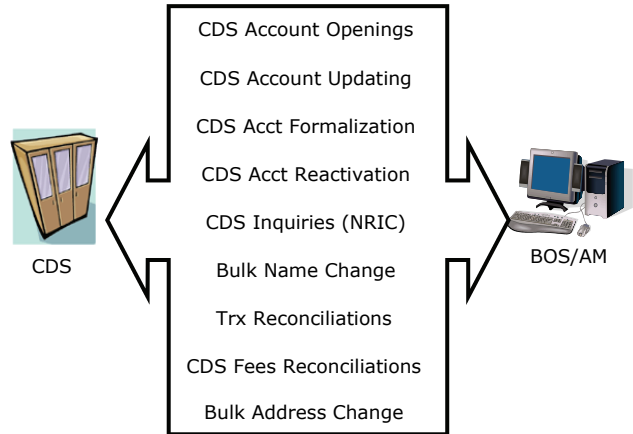 CDS Account Openings
CDS Account Updating
CDS Acct Formalization
CDS Acct Reactivation
CDS Inquiries (NRIC)
Bulk Name Change
Trx Reconciliations
CDS Fees Reconciliations
Bulk Address Change
CDS
BOS/AM